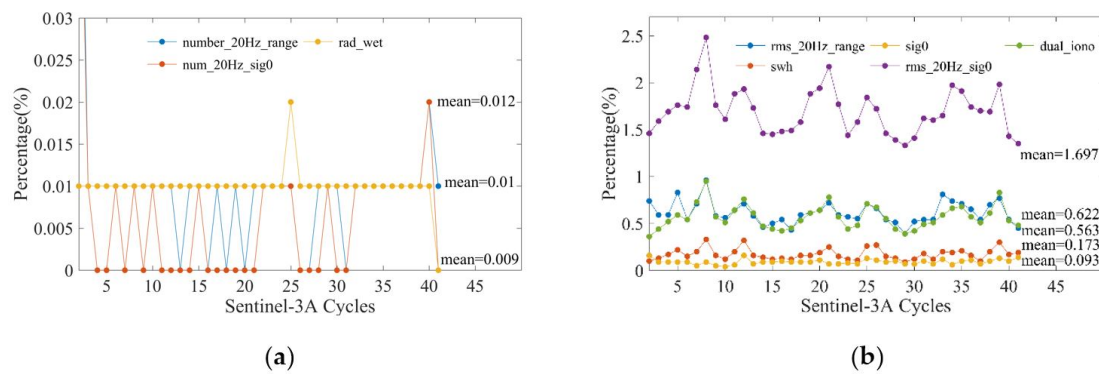 0.03
0.025
0.02
0.015
0.01
0.005
0
Percentage(%)
number_20Hz_range
rad_wet
num_20Hz_sig0
mean=0.012
mean=0.01
mean=0.009
5 10 15 20 25 30 35 40 45
Sentinel-3A Cycles
(a)
2.5
2
1.5
1
0.5
0
Percentage(%)
rms_20Hz_range
sig0
dual_iono
swh
rms_20Hz_sig0
mean=1.697
mean=0.622
mean=0.563
mean=0.173
mean=0.093
5 10 15 20 25 30 35 40 45
Sentinel-3A Cycles
(b)